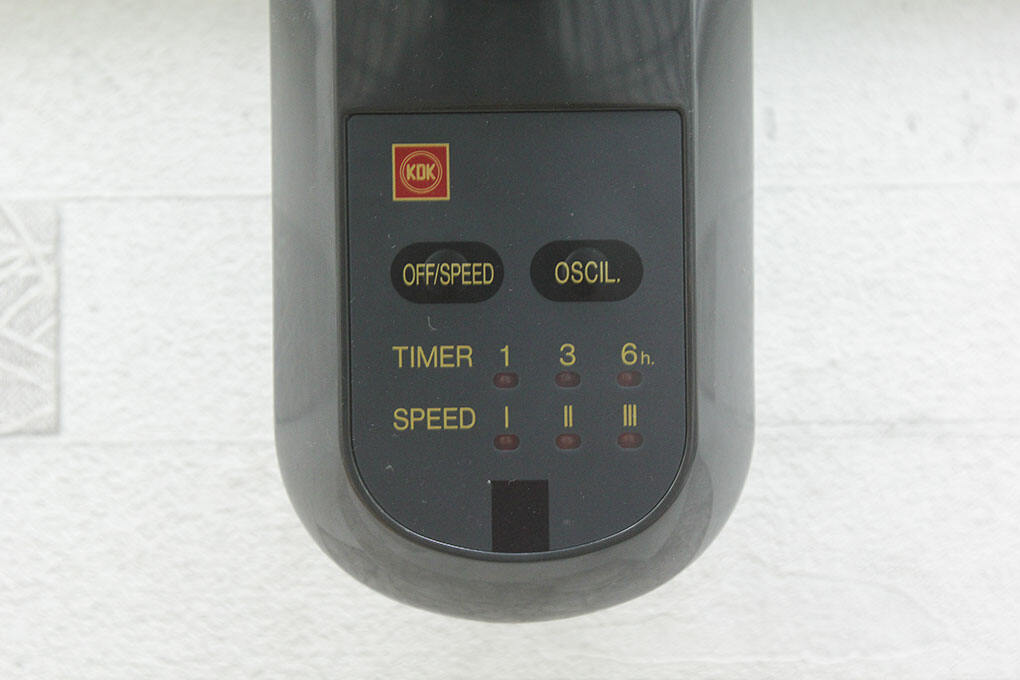 KDK
OFF/SPEED OSCIL.
TIMER 1 3 6h.
SPEED I II III